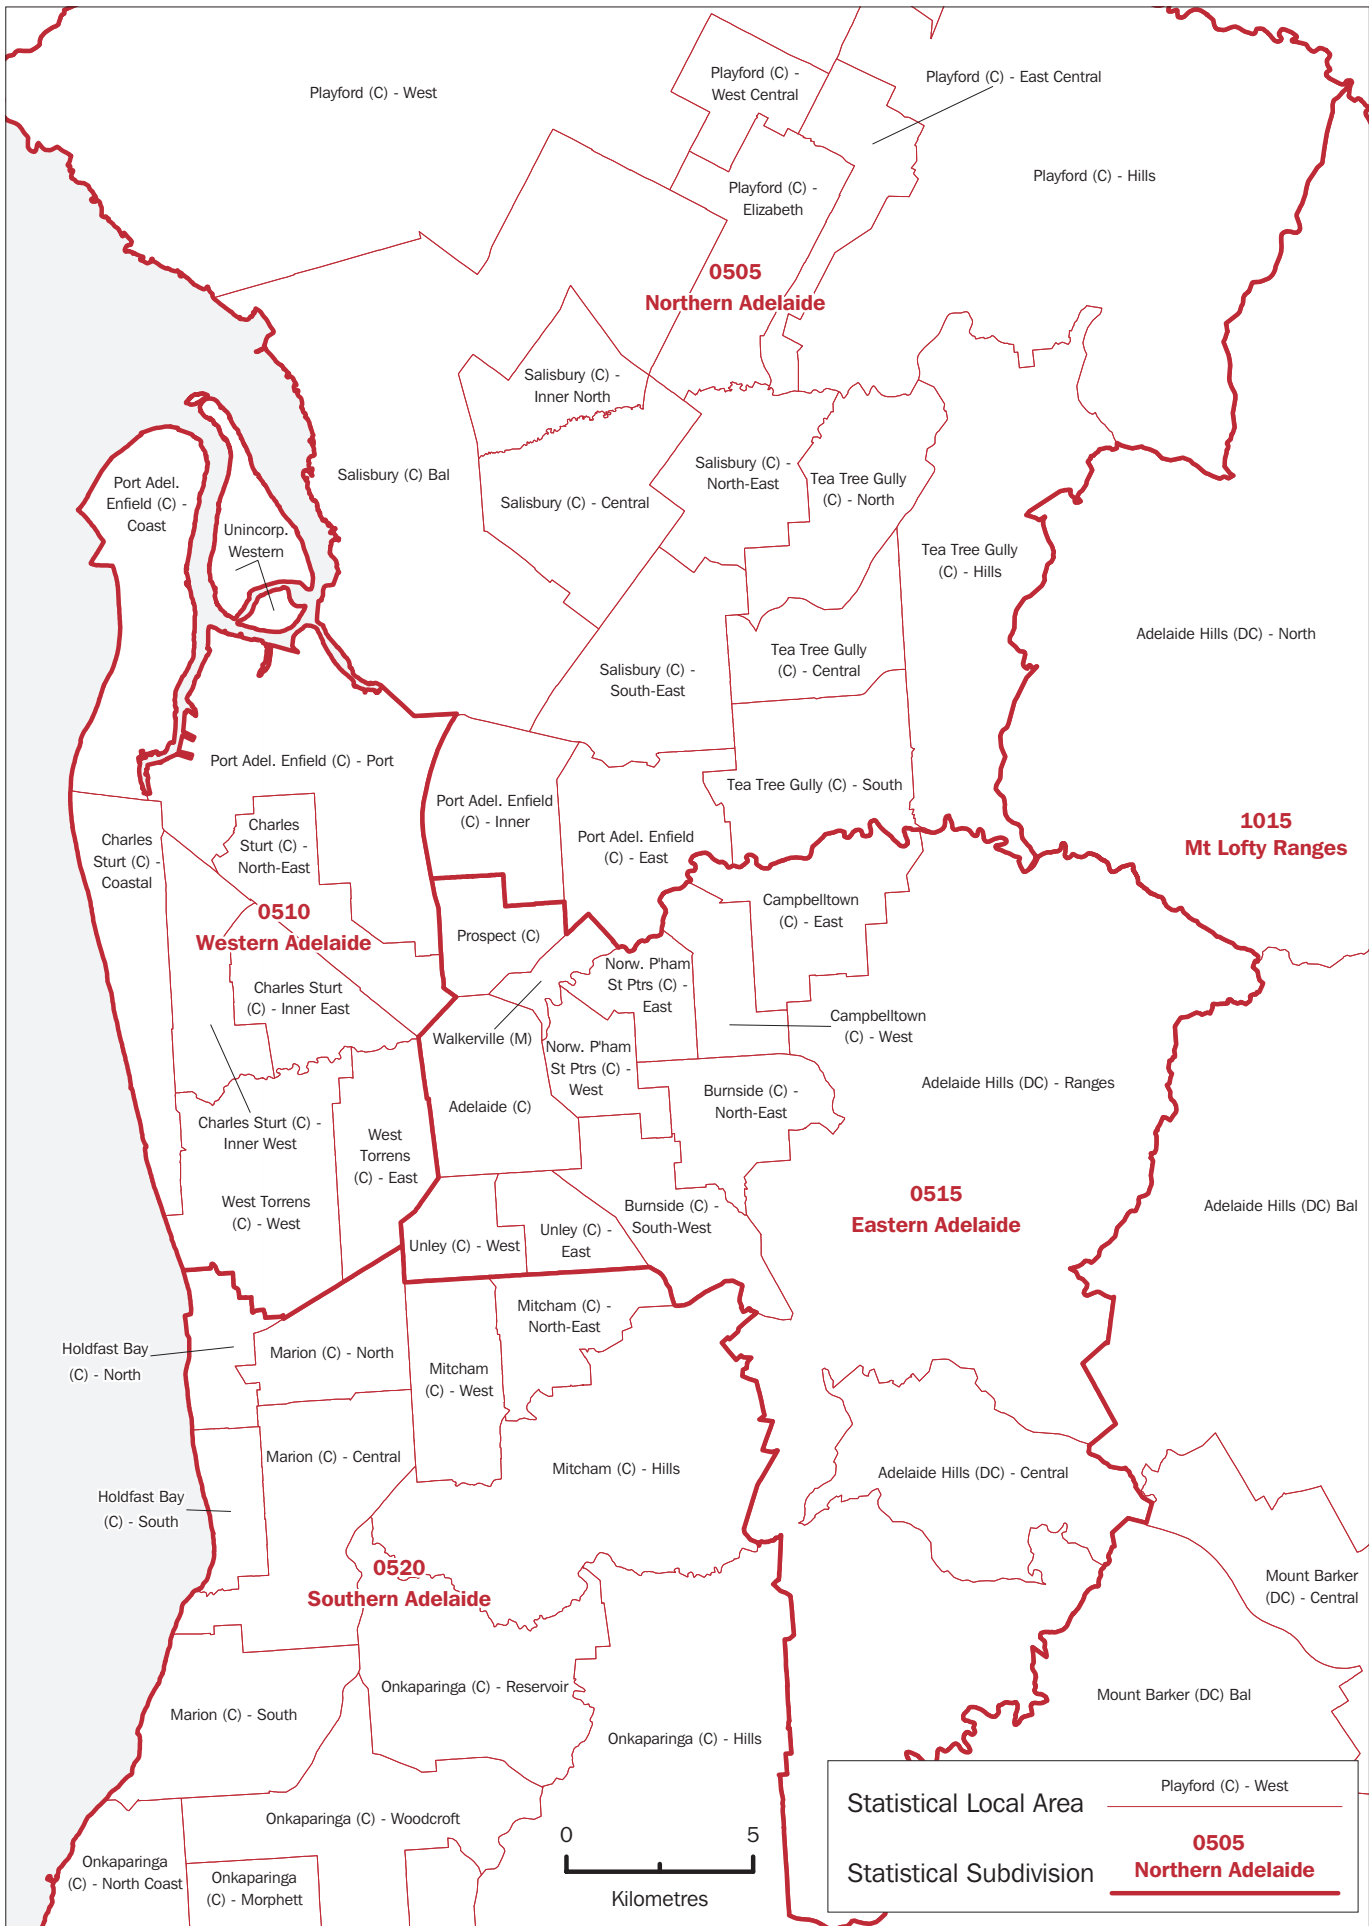 Playford (C) - West
Playford (C) -
West Central
Playford (C) - East Central
Playford (C) - Hills
Playford (C) -
Elizabeth
0505
Northern Adelaide
Salisbury (C) -
Inner North
Salisbury (C) Bal
Salisbury (C) - Central
Salisbury (C) -
North-East
Tea Tree Gully
(C) - North
Port Adel.
Enfield (C) -
Coast
Unincorp.
Western
Tea Tree Gully
(C) - Hills
Adelaide Hills (DC) - North
Tea Tree Gully
(C) - Central
Salisbury (C) -
South-East
Port Adel. Enfield (C) - Port
Tea Tree Gully (C) - South
Port Adel. Enfield
(C) - Inner
Port Adel. Enfield
(C) - East
1015
Mt Lofty Ranges
Charles
Sturt (C) -
Coastal
Charles
Sturt (C) -
North-East
0510
Western Adelaide
Campbelltown
(C) - East
Prospect (C)
Norw. P'ham
St Ptrs (C) -
East
Charles Sturt
(C) - Inner East
Campbelltown
(C) - West
Walkerville (M)
Norw. P'ham
St Ptrs (C) -
West
Adelaide Hills (DC) - Ranges
Burnside (C) -
North-East
Adelaide (C)
Charles Sturt (C) -
Inner West
West
Torrens
(C) - East
West Torrens
(C) - West
0515
Eastern Adelaide
Adelaide Hills (DC) Bal
Burnside (C) -
South-West
Unley (C) - West
Unley (C) -
East
Mitcham (C) -
North-East
Holdfast Bay
(C) - North
Marion (C) - North
Mitcham
(C) - West
Marion (C) - Central
Mitcham (C) - Hills
Adelaide Hills (DC) - Central
Holdfast Bay
(C) - South
0520
Southern Adelaide
Mount Barker
(DC) - Central
Onkaparinga (C) - Reservoir
Mount Barker (DC) Bal
Marion (C) - South
Onkaparinga (C) - Hills
Onkaparinga (C) - Woodcroft
Onkaparinga
(C) - North Coast
Onkaparinga
(C) - Morphett
0 5
Kilometres
Statistical Local Area
Playford (C) - West
Statistical Subdivision
0505
Northern Adelaide